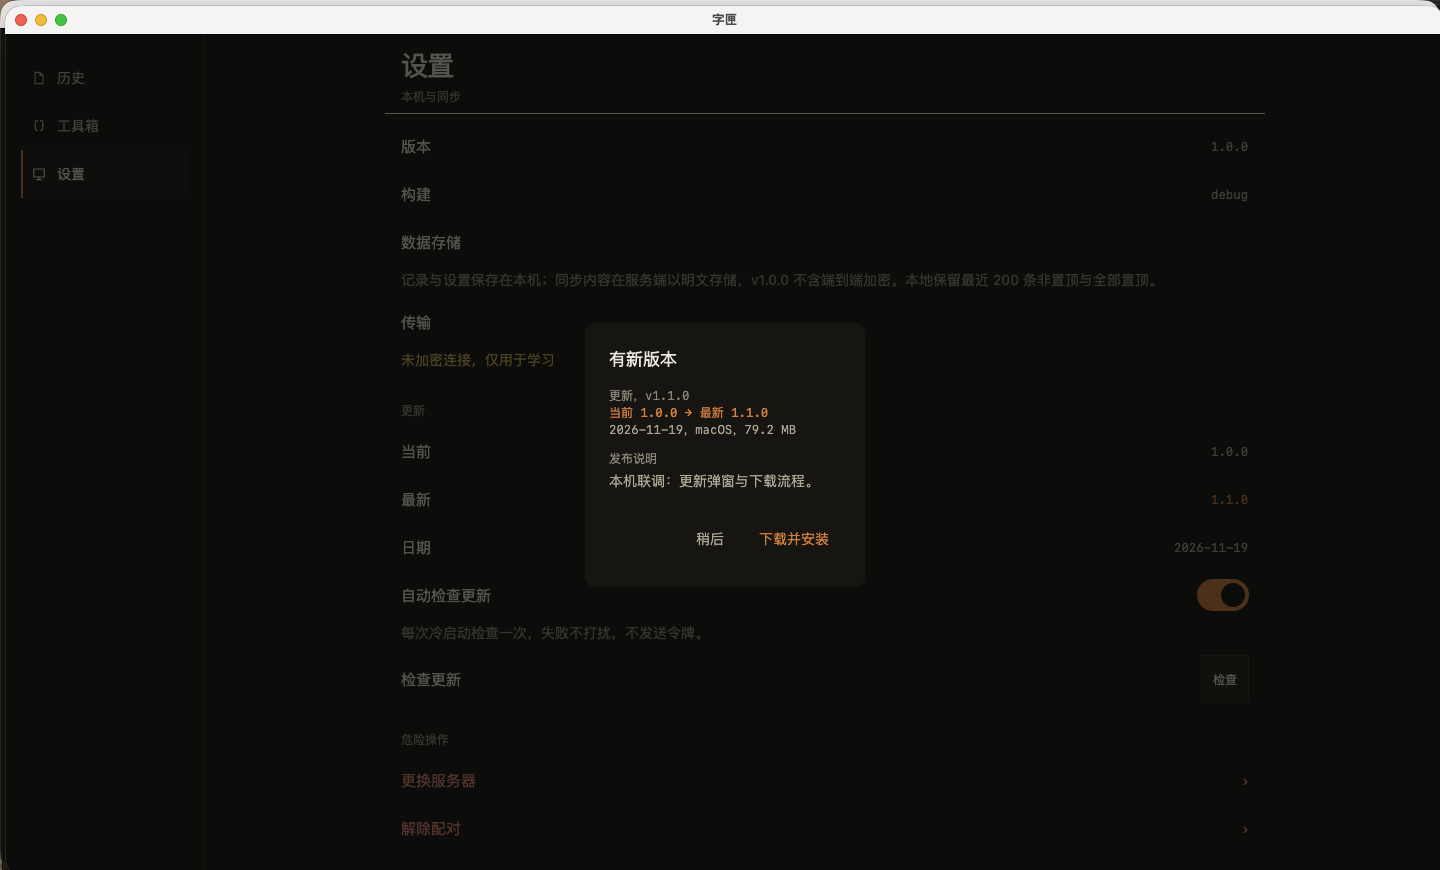 字匣
历史
工具箱
设置
设置
本机与同步
版本 1.0.0
构建 debug
数据存储
记录与设置保存在本机；同步内容在服务端以明文存储，v1.0.0 不含端到端加密。本地保留最近 200 条非置顶与全部置顶。
传输
未加密连接，仅用于学习
更新
当前 1.0.0
最新 1.1.0
日期 2026-11-19
自动检查更新
每次冷启动检查一次，失败不打扰，不发送令牌。
检查更新 检查
危险操作
更换服务器
解除配对
有新版本
更新，v1.1.0
当前 1.0.0 → 最新 1.1.0
2026-11-19，macOS，79.2 MB
发布说明
本机联调：更新弹窗与下载流程。
稍后 下载并安装